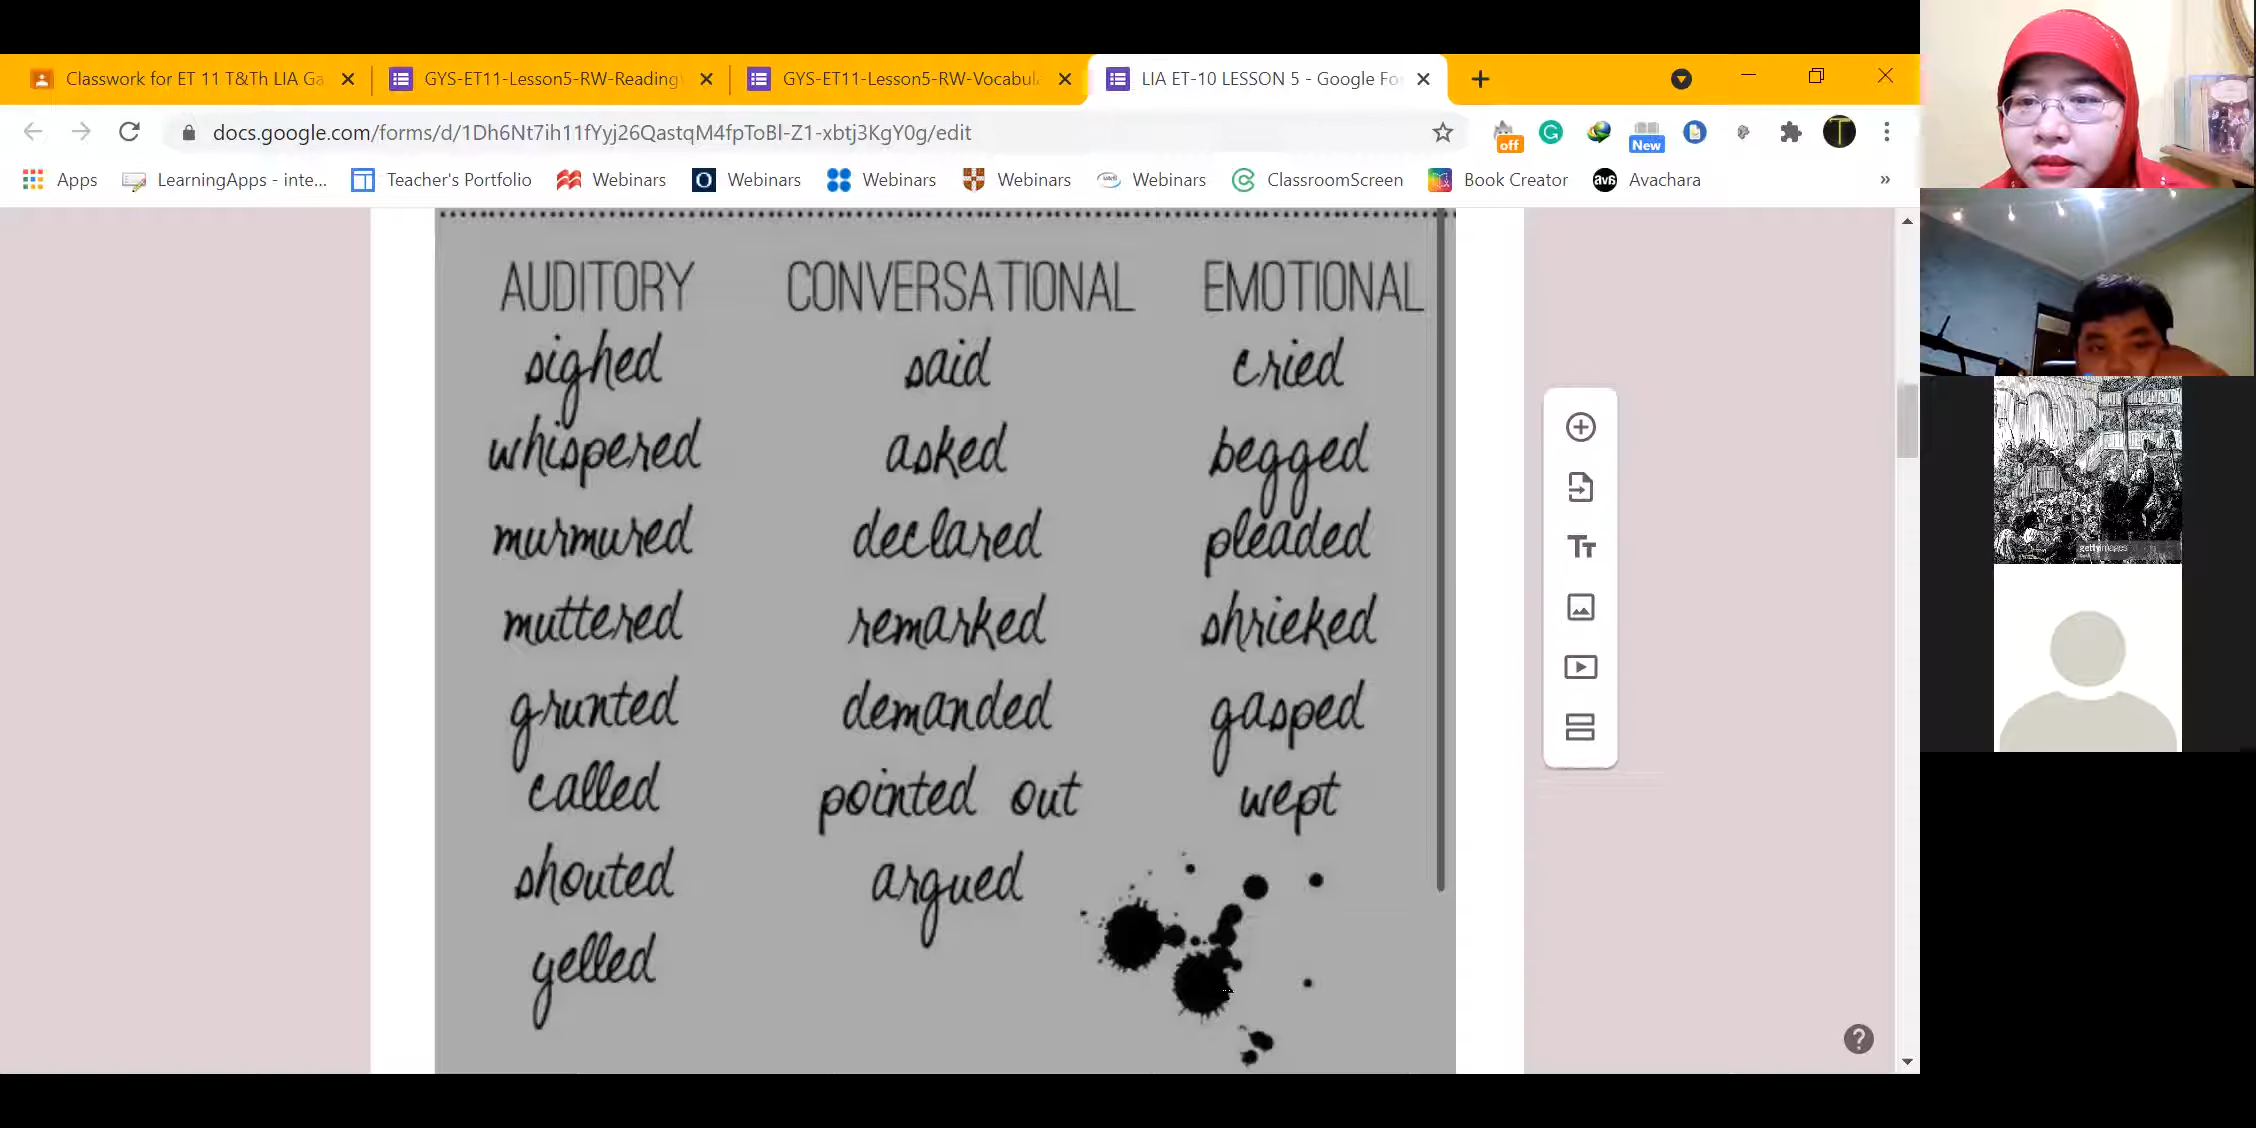 Classwork for ET 11 T&Th LIA Ga
GYS-ET11-Lesson5-RW-Reading
GYS-ET11-Lesson5-RW-Vocabul
LIA ET-10 LESSON 5 - Google Fo
docs.google.com/forms/d/1Dh6Nt7ih11fYyj26QastqM4fpToBl-Z1-xbtj3KgY0g/edit
off
New
T
Apps
LearningApps - inte...
Teacher's Portfolio
Webinars
Webinars
Webinars
Webinars
Webinars
ClassroomScreen
Book Creator
Avachara
»
AUDITORY CONVERSATIONAL EMOTIONAL
sighed said cried
whispered asked begged
murmured declared pleaded
muttered remarked shrieked
grunted demanded gasped
called pointed out wept
shouted argued
yelled
gettyimages